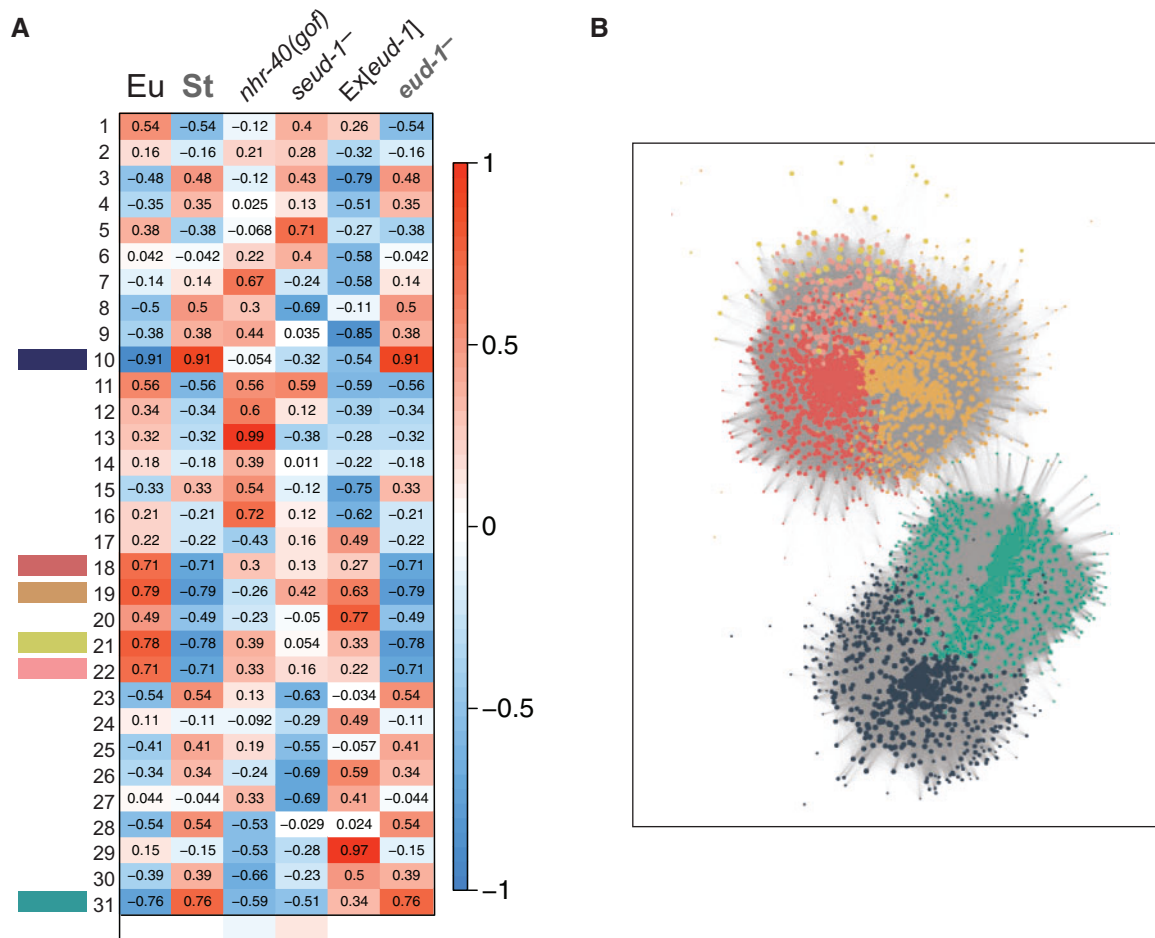 A
B
Eu St nhr-40(gof) seud-1– Ex[eud-1] eud-1–
1 0.54 −0.54 −0.12 0.4 0.26 −0.54
2 0.16 −0.16 0.21 0.28 −0.32 −0.16
3 −0.48 0.48 −0.12 0.43 −0.79 0.48
4 −0.35 0.35 0.025 0.13 −0.51 0.35
5 0.38 −0.38 −0.068 0.71 −0.27 −0.38
6 0.042 −0.042 0.22 0.4 −0.58 −0.042
7 −0.14 0.14 0.67 −0.24 −0.58 0.14
8 −0.5 0.5 0.3 −0.69 −0.11 0.5
9 −0.38 0.38 0.44 0.035 −0.85 0.38
10 −0.91 0.91 −0.054 −0.32 −0.54 0.91
11 0.56 −0.56 0.56 0.59 −0.59 −0.56
12 0.34 −0.34 0.6 0.12 −0.39 −0.34
13 0.32 −0.32 0.99 −0.38 −0.28 −0.32
14 0.18 −0.18 0.39 0.011 −0.22 −0.18
15 −0.33 0.33 0.54 −0.12 −0.75 0.33
16 0.21 −0.21 0.72 0.12 −0.62 −0.21
17 0.22 −0.22 −0.43 0.16 0.49 −0.22
18 0.71 −0.71 0.3 0.13 0.27 −0.71
19 0.79 −0.79 −0.26 0.42 0.63 −0.79
20 0.49 −0.49 −0.23 −0.05 0.77 −0.49
21 0.78 −0.78 0.39 0.054 0.33 −0.78
22 0.71 −0.71 0.33 0.16 0.22 −0.71
23 −0.54 0.54 0.13 −0.63 −0.034 0.54
24 0.11 −0.11 −0.092 −0.29 0.49 −0.11
25 −0.41 0.41 0.19 −0.55 −0.057 0.41
26 −0.34 0.34 −0.24 −0.69 0.59 0.34
27 0.044 −0.044 0.33 −0.69 0.41 −0.044
28 −0.54 0.54 −0.53 −0.029 0.024 0.54
29 0.15 −0.15 −0.53 −0.28 0.97 −0.15
30 −0.39 0.39 −0.66 −0.23 0.5 0.39
31 −0.76 0.76 −0.59 −0.51 0.34 0.76
1
0.5
0
−0.5
−1